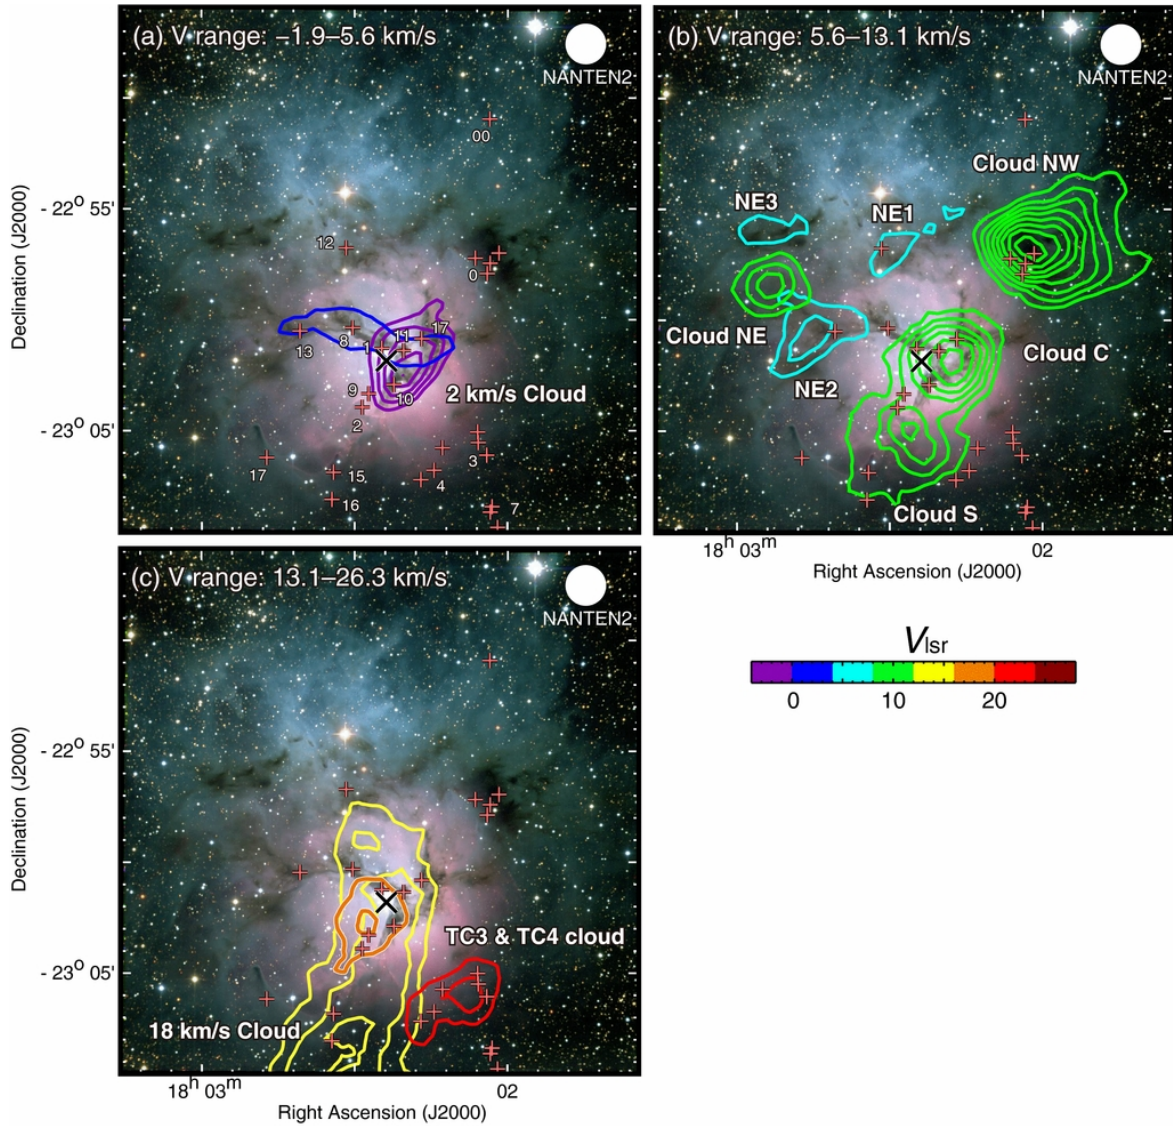 (a) V range: –1.9–5.6 km/s
NANTEN2
00
- 22° 55'
12
0
13
8
1
11
17
10
9
2
2 km/s Cloud
- 23° 05'
17
15
16
3
4
7
Declination (J2000)
(b) V range: 5.6–13.1 km/s
NANTEN2
Cloud NW
NE3
NE1
Cloud NE
NE2
Cloud C
Cloud S
18h 03m
02
Right Ascension (J2000)
(c) V range: 13.1–26.3 km/s
NANTEN2
- 22° 55'
TC3 & TC4 cloud
- 23° 05'
18 km/s Cloud
Declination (J2000)
18h 03m
02
Right Ascension (J2000)
Vlsr
0
10
20